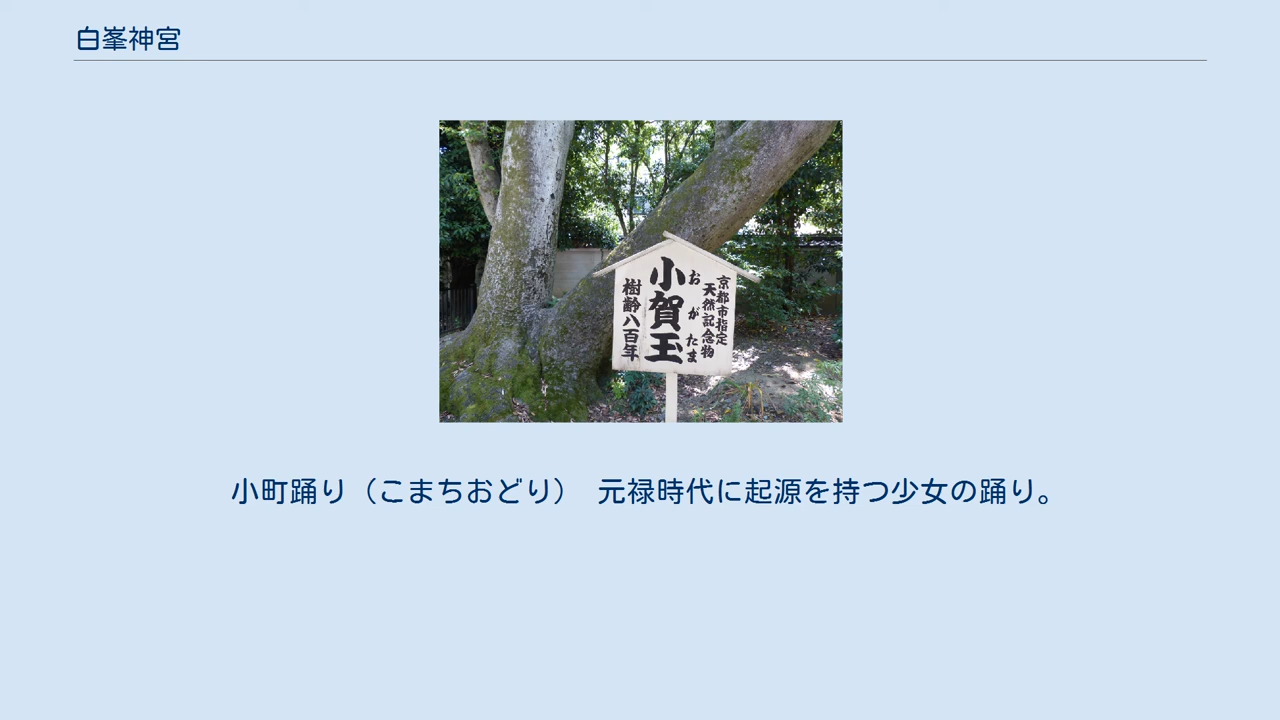 白峯神宮
京都市指定
天然記念物
おがたま
小賀玉
樹齢八百年
小町踊り（こまちおどり）　元禄時代に起源を持つ少女の踊り。